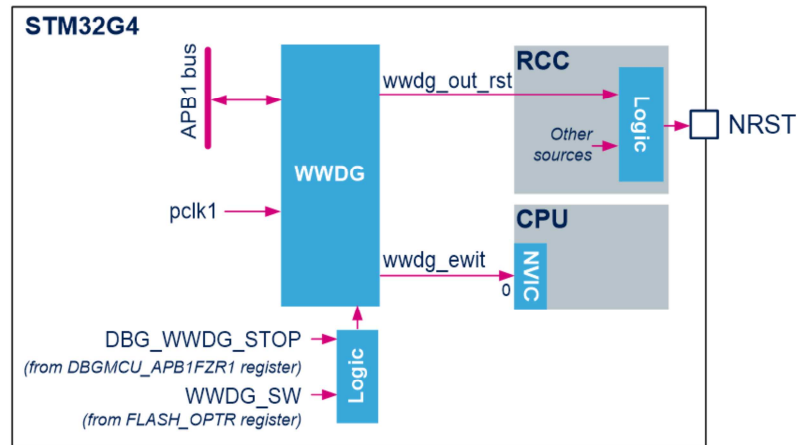 STM32G4
APB1 bus
wwdg_out_rst
RCC
Logic
Other
sources
NRST
WWDG
pclk1
CPU
wwdg_ewit
0
NVIC
DBG_WWDG_STOP
(from DBGMCU_APB1FZR1 register)
WWDG_SW
(from FLASH_OPTR register)
Logic